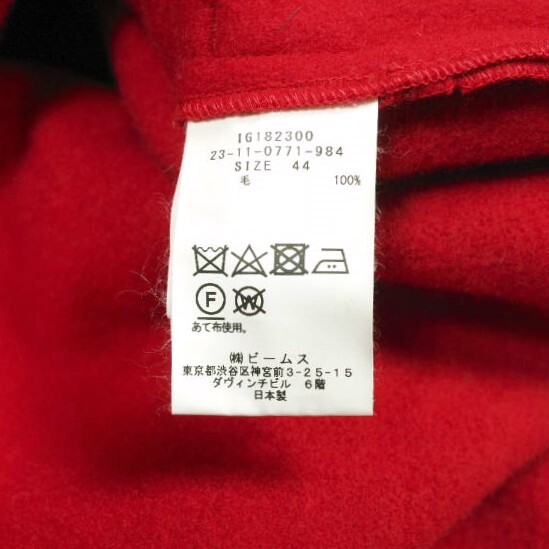 IG182300
23-11-0771-984
SIZE 44
毛 100%
F W
あて布使用。
㈱ビームス
東京都渋谷区神宮前3-25-15
ダヴィンチビル 6階
日本製